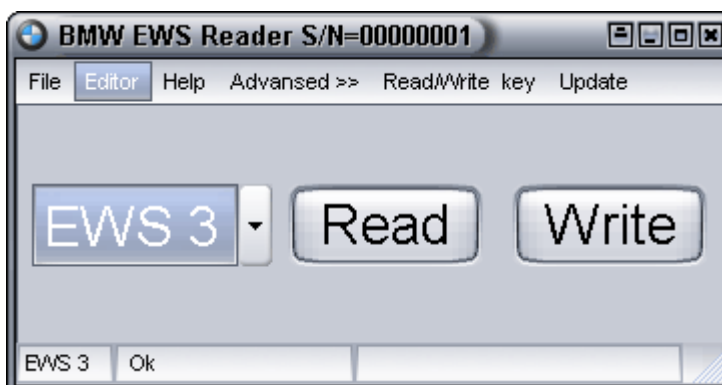 BMW EWS Reader S/N=00000001
File Editor Help Advansed >> Read/Write key Update
EWS 3 Read Write
EWS 3 Ok